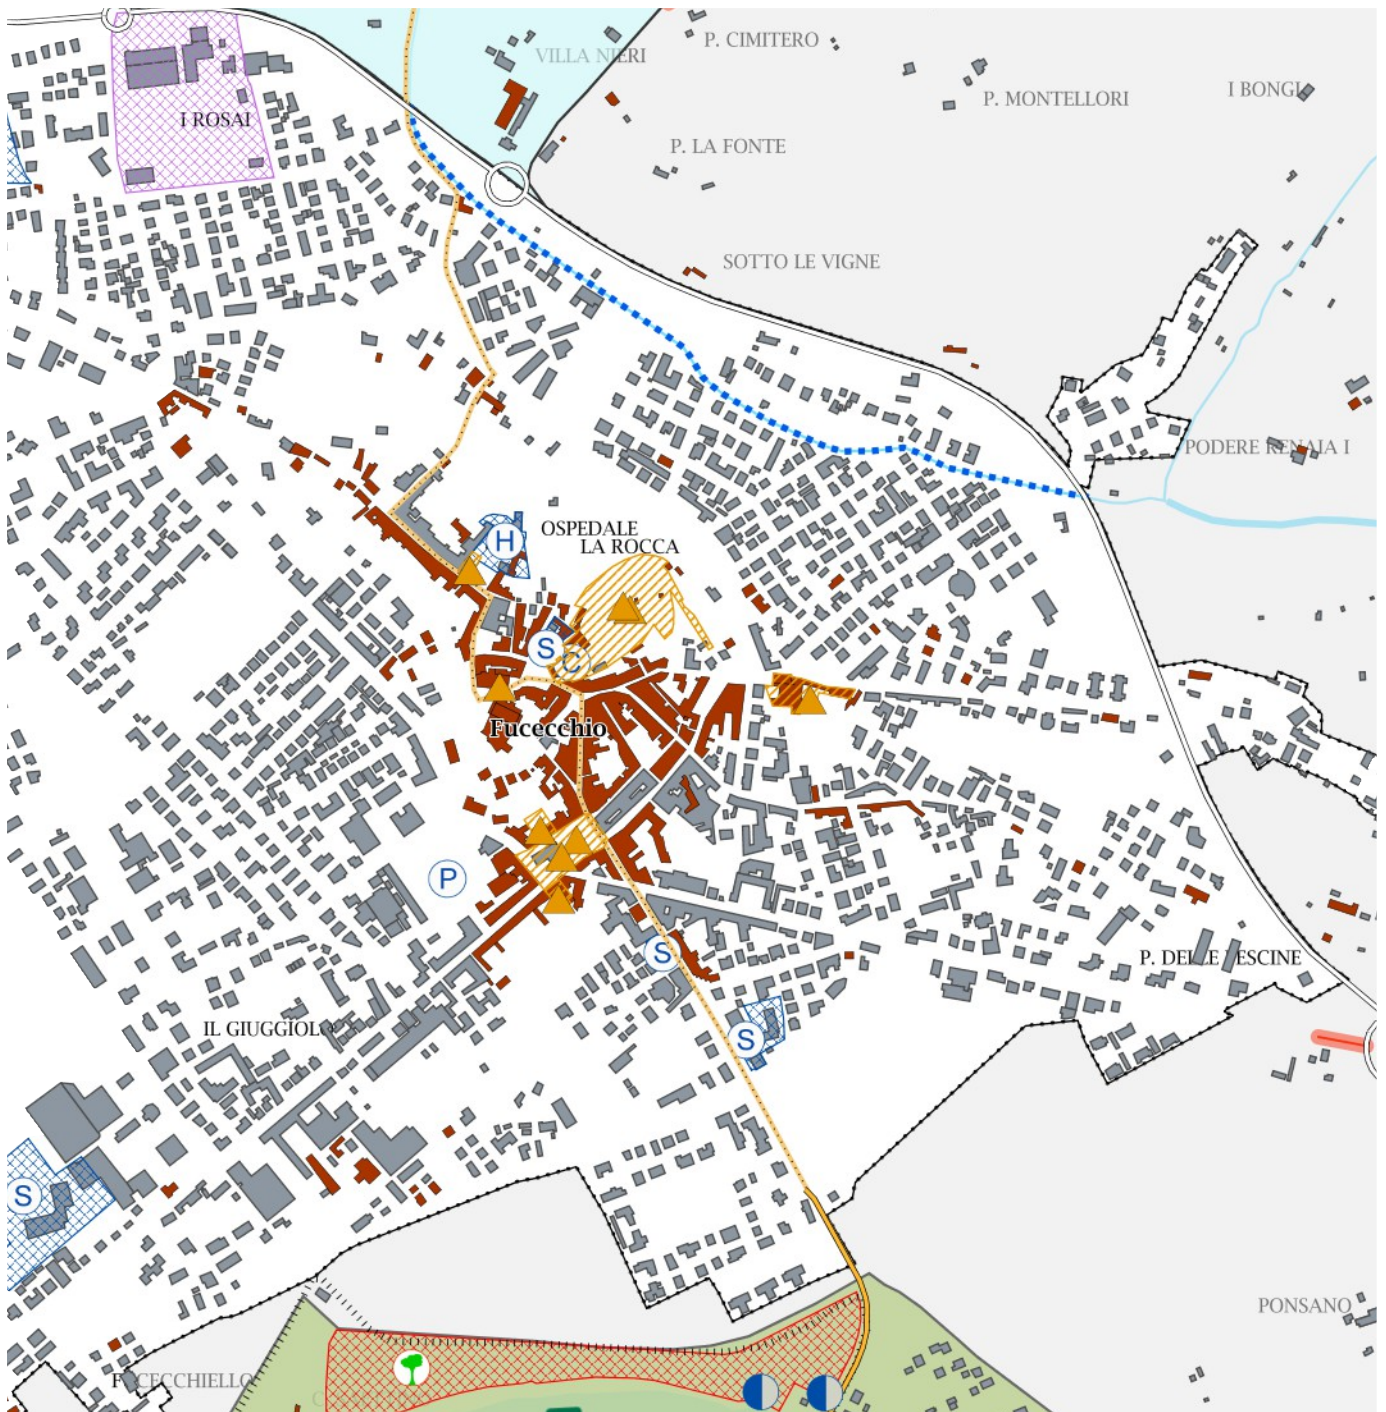 P. CIMITERO
VILLA NIERI
I BONGI
P. MONTELLORI
I ROSAI
P. LA FONTE
SOTTO LE VIGNE
PODERE RENAIA I
OSPEDALE
H
LA ROCCA
S
C
Fucecchio
P
S
P. DELLE PESCINE
IL GIUGGIOLO
S
S
PONSANO
FUCECCHIELLO